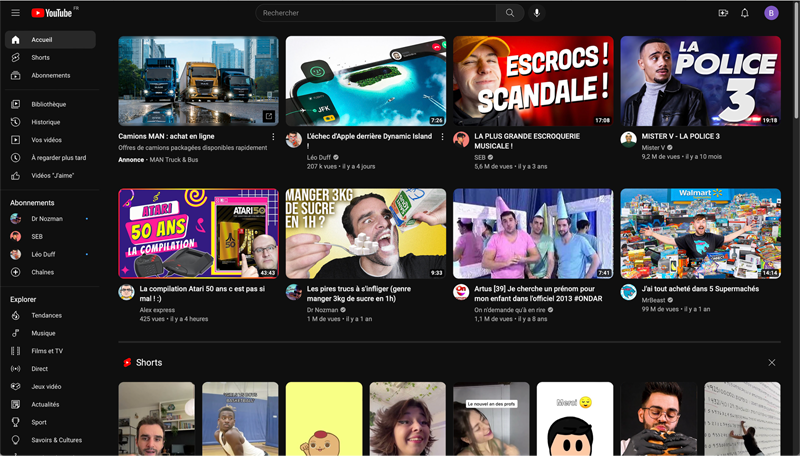 YouTube FR
Rechercher
B
Accueil
Shorts
Abonnements
Bibliothèque
Historique
Vos vidéos
À regarder plus tard
Vidéos "J'aime"
Abonnements
Dr Nozman
SEB
Léo Duff
Chaînes
Explorer
Tendances
Musique
Films et TV
Direct
Jeux vidéo
Actualités
Sport
Savoirs & Cultures
Camions MAN : achat en ligne
Offres de camions packagées disponibles rapidement
Annonce • MAN Truck & Bus
JFK
7:26
L'échec d'Apple derrière Dynamic Island
!
Léo Duff
207 k vues • il y a 4 jours
ESCROCS !
SCANDALE !
17:08
LA PLUS GRANDE ESCROQUERIE
MUSICALE !
SEB
5,6 M de vues • il y a 3 ans
LA
POLICE
3
19:18
MISTER V - LA POLICE 3
Mister V
9,2 M de vues • il y a 10 mois
ATARI
50 ANS
LA COMPILATION
ATARI 50
43:43
La compilation Atari 50 ans c est pas si
mal ! :)
Alex express
425 vues • il y a 4 heures
MANGER 3KG
DE SUCRE
EN 1H ?
9:33
Les pires trucs à s'infliger (genre
manger 3kg de sucre en 1h)
Dr Nozman
1 M de vues • il y a 1 an
7:41
Artus [39] Je cherche un prénom pour
mon enfant dans l'officiel 2013 #ONDAR
On n'demande qu'à en rire
1,1 M de vues • il y a 8 ans
Walmart
14:14
J'ai tout acheté dans 5 Supermarchés
MrBeast
99 M de vues • il y a 1 an
Shorts
Le nouvel an des profs
Merci